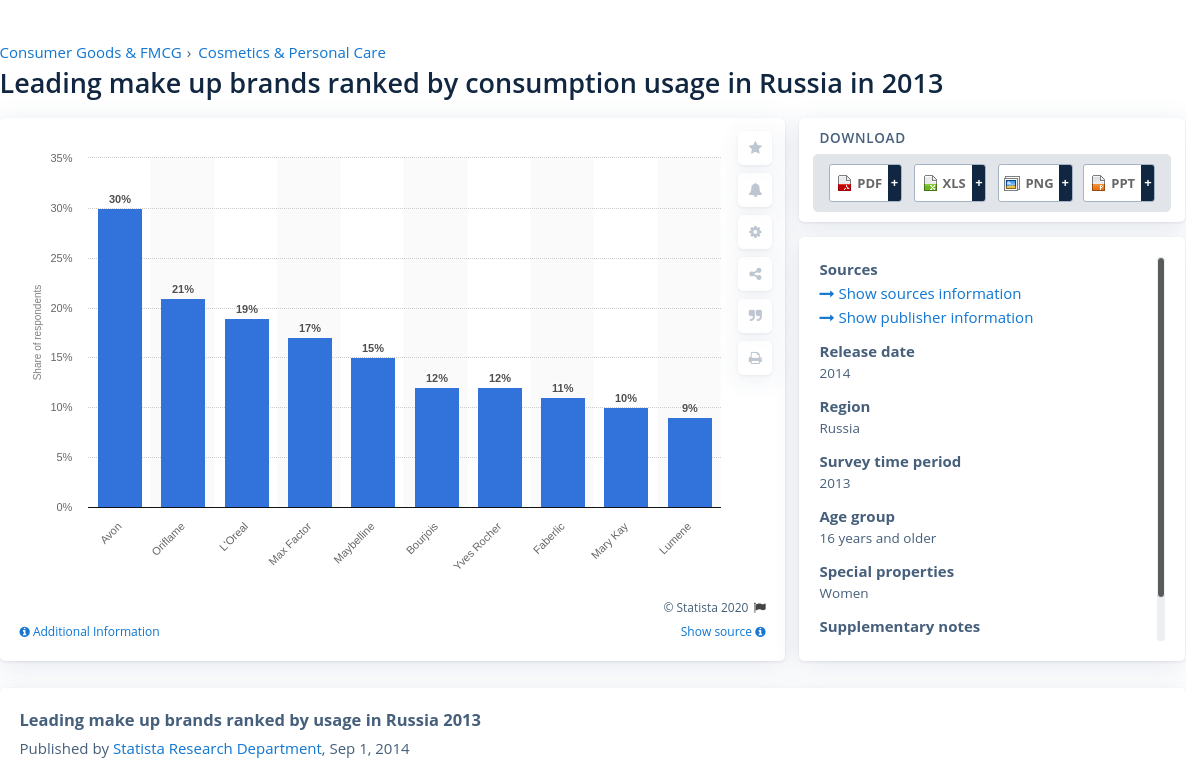 Consumer Goods & FMCG › Cosmetics & Personal Care
Leading make up brands ranked by consumption usage in Russia in 2013
35%
30%
25%
20%
15%
10%
5%
0%
Share of respondents
30%
21%
19%
17%
15%
12%
12%
11%
10%
9%
Avon
Oriflame
L'Oreal
Max Factor
Maybelline
Bourjois
Yves Rocher
Faberlic
Mary Kay
Lumene
© Statista 2020
Additional Information
Show source
DOWNLOAD
PDF +
XLS +
PNG +
PPT +
Sources
Show sources information
Show publisher information
Release date
2014
Region
Russia
Survey time period
2013
Age group
16 years and older
Special properties
Women
Supplementary notes
Leading make up brands ranked by usage in Russia 2013
Published by Statista Research Department, Sep 1, 2014